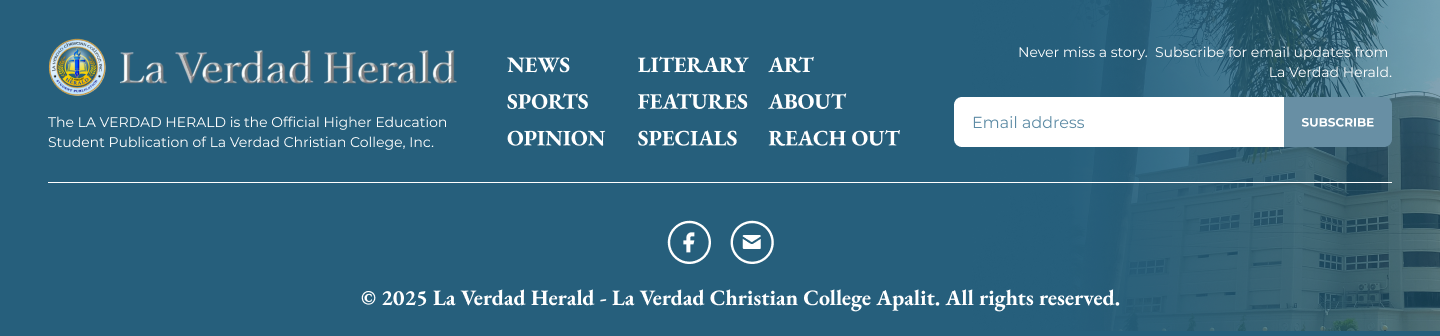 La Verdad Herald
The LA VERDAD HERALD is the Official Higher Education
Student Publication of La Verdad Christian College, Inc.
NEWS
SPORTS
OPINION
LITERARY
FEATURES
SPECIALS
ART
ABOUT
REACH OUT
Never miss a story.  Subscribe for email updates from
La Verdad Herald.
Email address
SUBSCRIBE
© 2025 La Verdad Herald - La Verdad Christian College Apalit. All rights reserved.